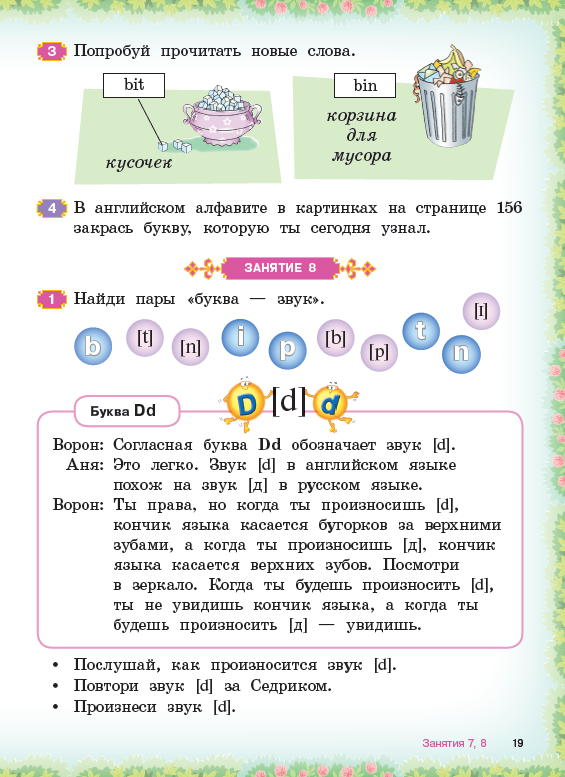 3 Попробуй прочитать новые слова.
bit
кусочек
bin
корзина
для
мусора
4 В английском алфавите в картинках на странице 156
закрась букву, которую ты сегодня узнал.
ЗАНЯТИЕ 8
1 Найди пары «буква — звук».
b [t] [n] i p [b] [p] t n [I]
Буква Dd
D [d] d
Ворон: Согласная буква Dd обозначает звук [d].
Аня: Это легко. Звук [d] в английском языке
похож на звук [д] в русском языке.
Ворон: Ты права, но когда ты произносишь [d],
кончик языка касается бугорков за верхними
зубами, а когда ты произносишь [д], кончик
языка касается верхних зубов. Посмотри
в зеркало. Когда ты будешь произносить [d],
ты не увидишь кончик языка, а когда ты
будешь произносить [д] — увидишь.
• Послушай, как произносится звук [d].
• Повтори звук [d] за Седриком.
• Произнеси звук [d].
Занятия 7, 8 19